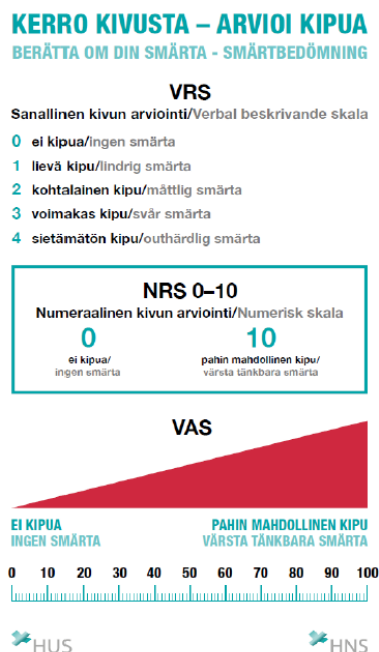 KERRO KIVUSTA – ARVIOI KIPUA
BERÄTTA OM DIN SMÄRTA - SMÄRTBEDÖMNING
VRS
Sanallinen kivun arviointi/Verbal beskrivande skala
0 ei kipua/ingen smärta
1 lievä kipu/lindrig smärta
2 kohtalainen kipu/måttlig smärta
3 voimakas kipu/svår smärta
4 sietämätön kipu/outhärdlig smärta
NRS 0–10
Numeraalinen kivun arviointi/Numerisk skala
0 10
ei kipua/ pahin mahdollinen kipu/
ingen smärta värsta tänkbara smärta
VAS
EI KIPUA PAHIN MAHDOLLINEN KIPU
INGEN SMÄRTA VÄRSTA TÄNKBARA SMÄRTA
0 10 20 30 40 50 60 70 80 90 100
HUS HNS